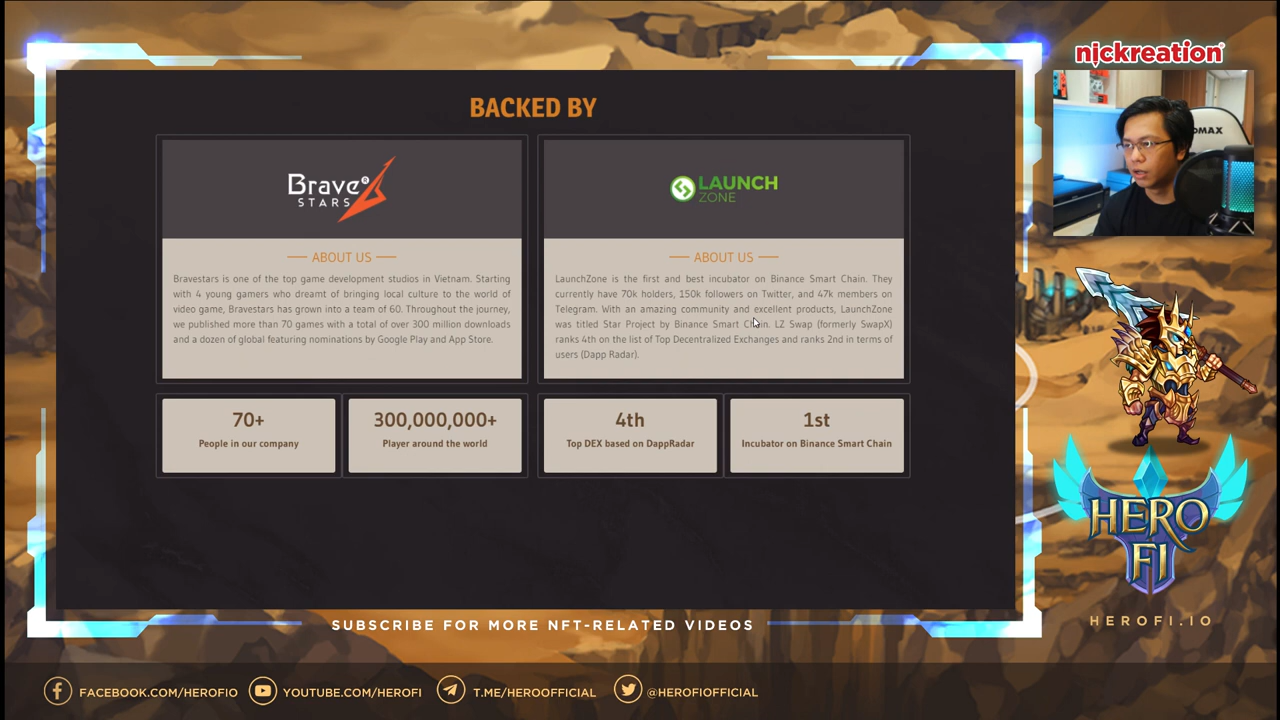 nickreation
BACKED BY
Brave®
STARS
LAUNCH
ZONE
OMAX
ABOUT US
Bravestars is one of the top game development studios in Vietnam. Starting
with 4 young gamers who dreamt of bringing local culture to the world of
video game, Bravestars has grown into a team of 60. Throughout the journey,
we published more than 70 games with a total of over 300 million downloads
and a dozen of global featuring nominations by Google Play and App Store.
ABOUT US
LaunchZone is the first and best incubator on Binance Smart Chain. They
currently have 70k holders, 150k followers on Twitter, and 47k members on
Telegram. With an amazing community and excellent products, LaunchZone
was titled Star Project by Binance Smart Chain. LZ Swap (formerly SwapX)
ranks 4th on the list of Top Decentralized Exchanges and ranks 2nd in terms of
users (Dapp Radar).
70+
People in our company
300,000,000+
Player around the world
4th
Top DEX based on DappRadar
1st
Incubator on Binance Smart Chain
HERO
FI
HEROFI.IO
SUBSCRIBE FOR MORE NFT-RELATED VIDEOS
FACEBOOK.COM/HEROFIO
YOUTUBE.COM/HEROFI
T.ME/HEROOFFICIAL
@HEROFIOFFICIAL